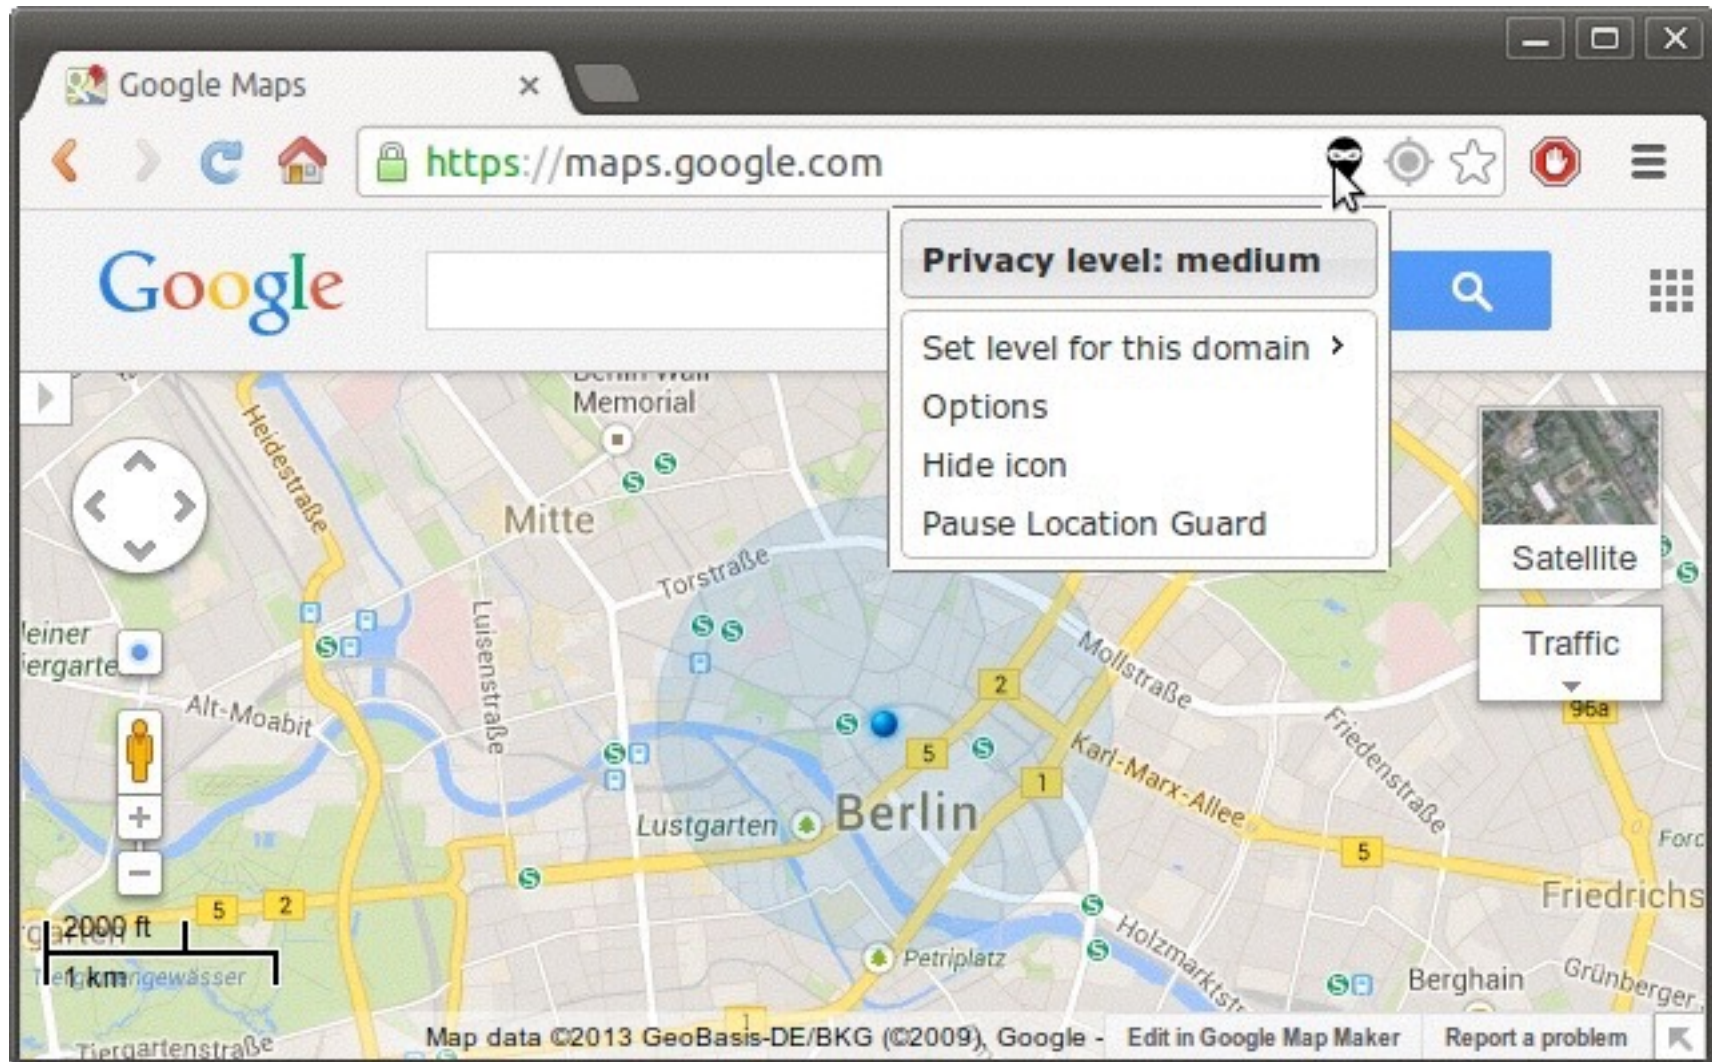 Google Maps
https://maps.google.com
Google
Privacy level: medium
Set level for this domain
Options
Hide icon
Pause Location Guard
Memorial
Heidestraße
Mitte
Torstraße
Satellite
Traffic
Luisenstraße
Mollstraße
Alt-Moabit
2
96a
Friedenstraße
5
Karl-Marx-Allee
1
Lustgarten
Berlin
5
Friedrichs
5
2
2000 ft
1 km
Petriplatz
Holzmarktstr
Berghain
Grünberger
1
Tiergartenstraße
Map data ©2013 GeoBasis-DE/BKG (©2009), Google -
Edit in Google Map Maker
Report a problem